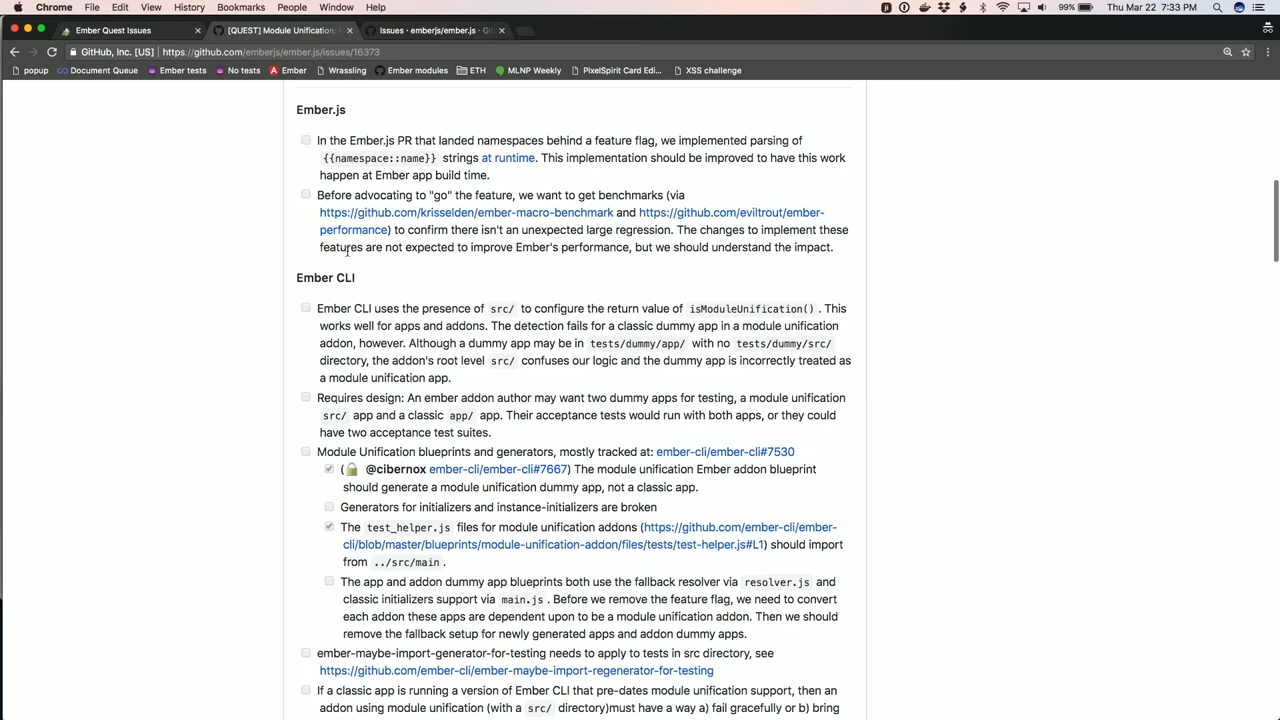 Chrome File Edit View History Bookmarks People Window Help 99% Thu Mar 22 7:33 PM
Ember Quest Issues × [QUEST] Module Unification: × Issues · emberjs/ember.js · Git ×
GitHub, Inc. [US] | https://github.com/emberjs/ember.js/issues/16373
popup Document Queue Ember tests No tests Ember Wrassling Ember modules ETH MLNP Weekly PixelSpirit Card Edi... XSS challenge
Ember.js
In the Ember.js PR that landed namespaces behind a feature flag, we implemented parsing of
{{namespace::name}} strings at runtime. This implementation should be improved to have this work
happen at Ember app build time.
Before advocating to "go" the feature, we want to get benchmarks (via
https://github.com/krisselden/ember-macro-benchmark and https://github.com/eviltrout/ember-
performance) to confirm there isn't an unexpected large regression. The changes to implement these
features are not expected to improve Ember's performance, but we should understand the impact.
Ember CLI
Ember CLI uses the presence of src/ to configure the return value of isModuleUnification(). This
works well for apps and addons. The detection fails for a classic dummy app in a module unification
addon, however. Although a dummy app may be in tests/dummy/app/ with no tests/dummy/src/
directory, the addon's root level src/ confuses our logic and the dummy app is incorrectly treated as
a module unification app.
Requires design: An ember addon author may want two dummy apps for testing, a module unification
src/ app and a classic app/ app. Their acceptance tests would run with both apps, or they could
have two acceptance test suites.
Module Unification blueprints and generators, mostly tracked at: ember-cli/ember-cli#7530
(🔒 @cibernox ember-cli/ember-cli#7667) The module unification Ember addon blueprint
should generate a module unification dummy app, not a classic app.
Generators for initializers and instance-initializers are broken
The test_helper.js files for module unification addons (https://github.com/ember-cli/ember-
cli/blob/master/blueprints/module-unification-addon/files/tests/test-helper.js#L1) should import
from ../src/main.
The app and addon dummy app blueprints both use the fallback resolver via resolver.js and
classic initializers support via main.js. Before we remove the feature flag, we need to convert
each addon these apps are dependent upon to be a module unification addon. Then we should
remove the fallback setup for newly generated apps and addon dummy apps.
ember-maybe-import-generator-for-testing needs to apply to tests in src directory, see
https://github.com/ember-cli/ember-maybe-import-regenerator-for-testing
If a classic app is running a version of Ember CLI that pre-dates module unification support, then an
addon using module unification (with a src/ directory)must have a way a) fail gracefully or b) bring